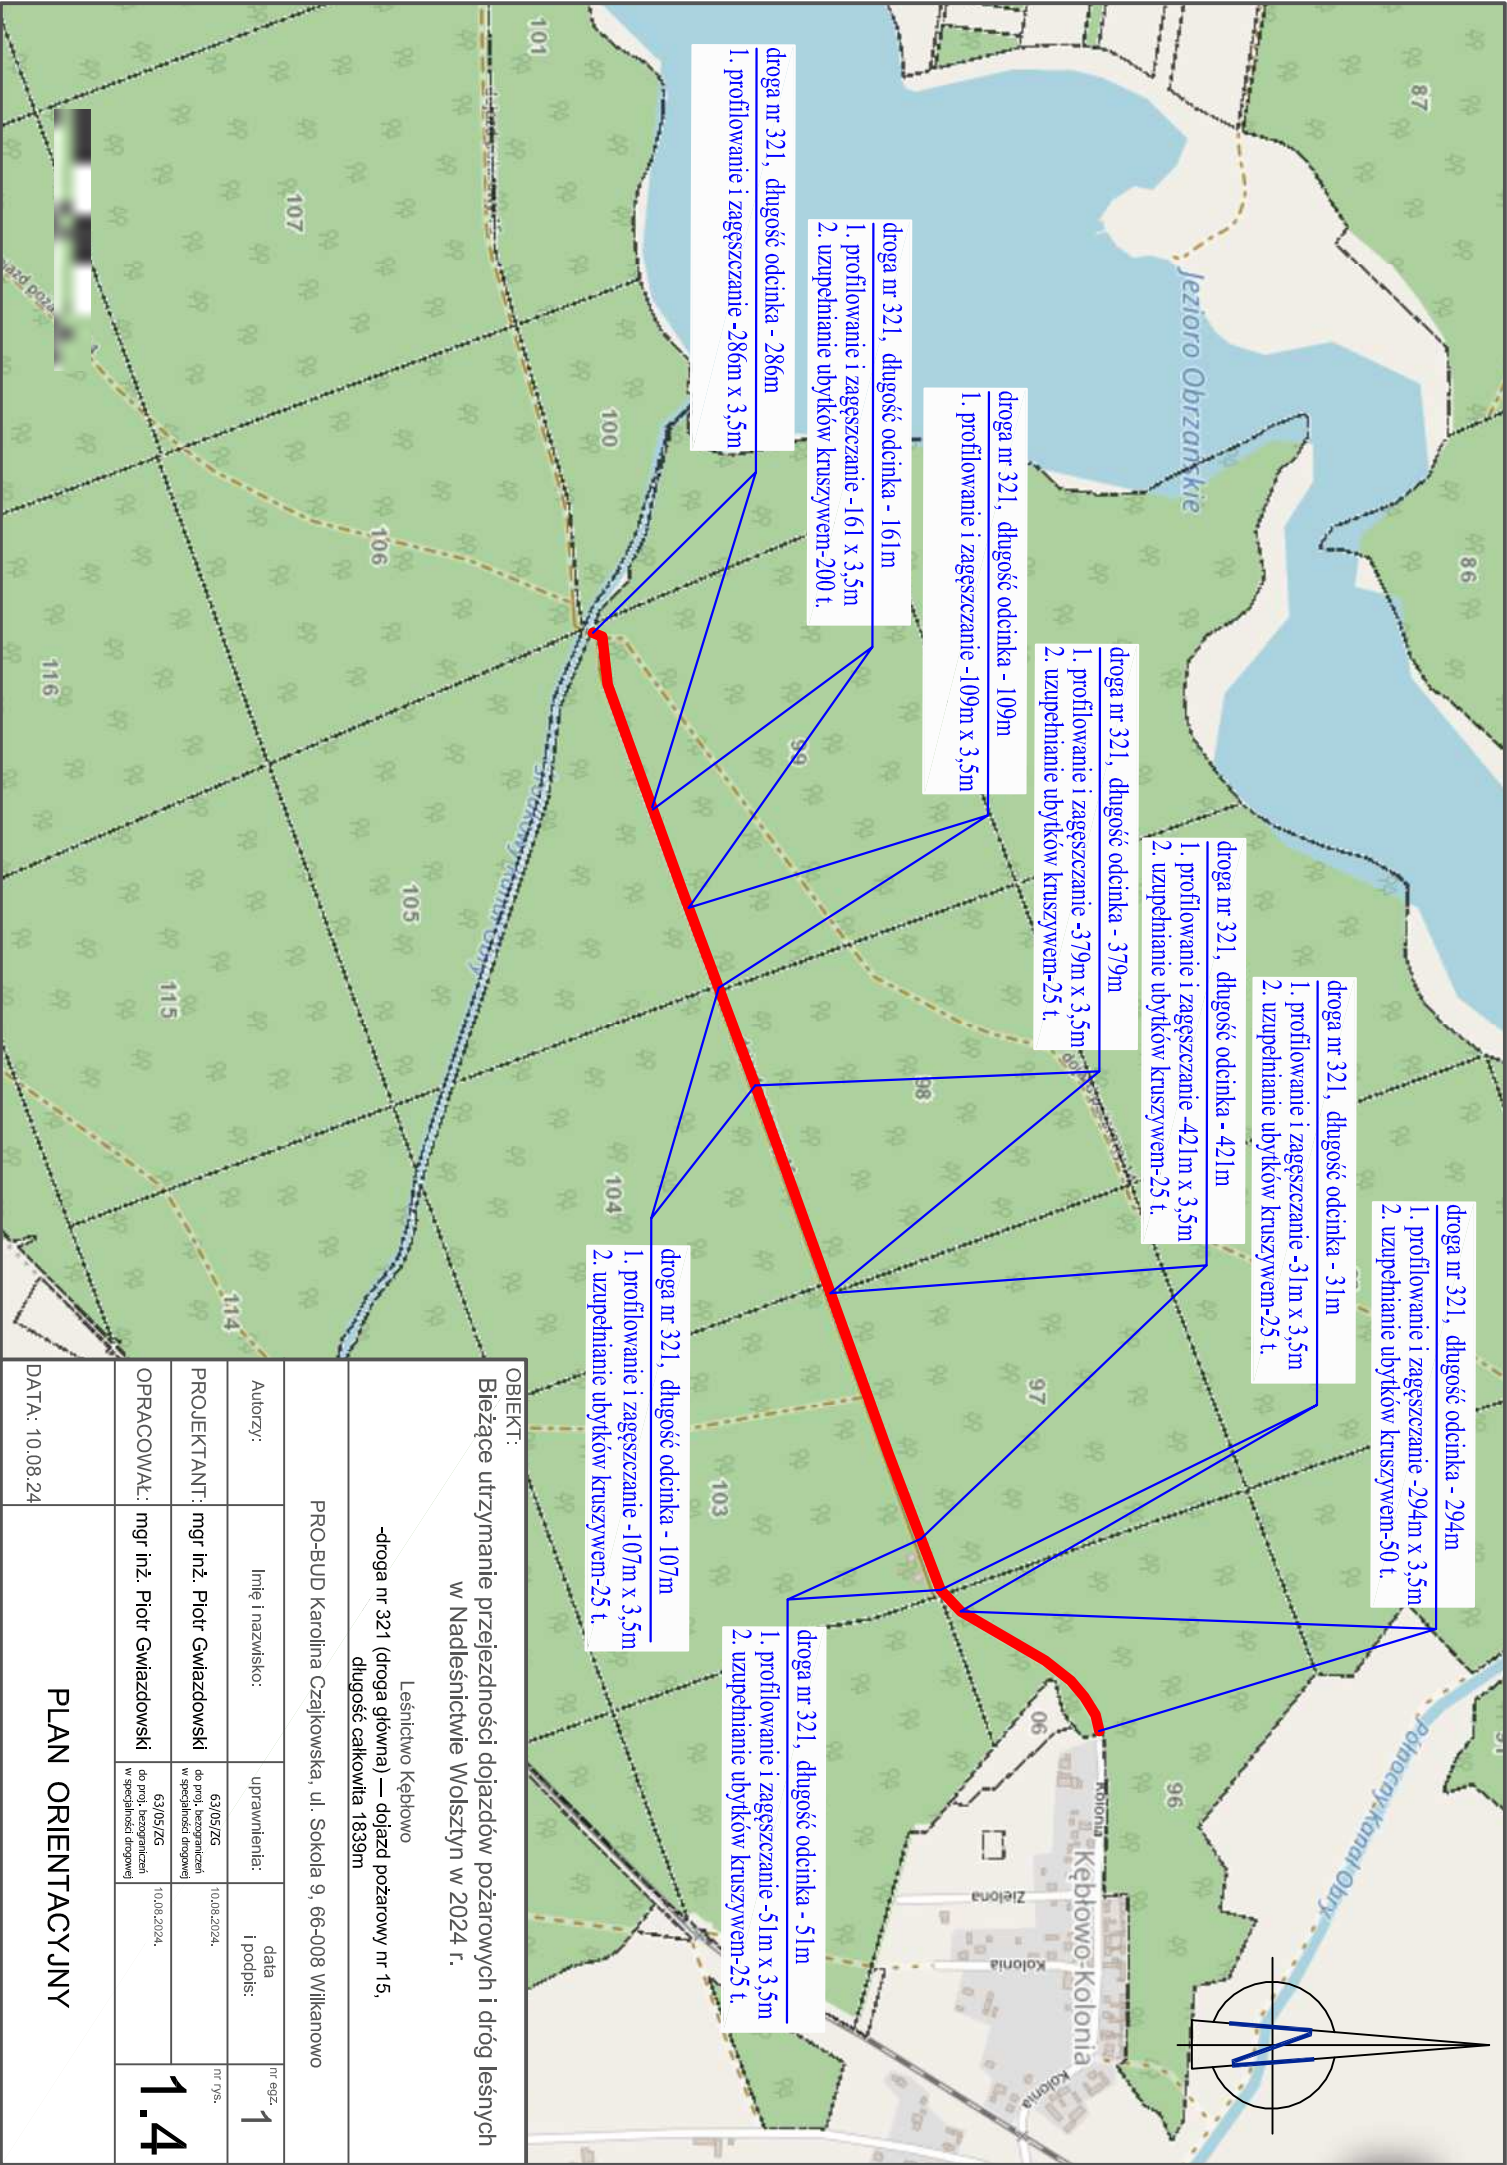 droga nr 321, długość odcinka - 286m
1. profilowanie i zagęszczanie -286m x 3,5m
droga nr 321, długość odcinka - 161m
1. profilowanie i zagęszczanie -161 x 3,5m
2. uzupełnianie ubytków kruszywem-200 t.
droga nr 321, długość odcinka - 109m
1. profilowanie i zagęszczanie -109m x 3,5m
droga nr 321, długość odcinka - 379m
1. profilowanie i zagęszczanie -379m x 3,5m
2. uzupełnianie ubytków kruszywem-25 t.
droga nr 321, długość odcinka - 421m
1. profilowanie i zagęszczanie -421m x 3,5m
2. uzupełnianie ubytków kruszywem-25 t.
droga nr 321, długość odcinka - 31m
1. profilowanie i zagęszczanie -31m x 3,5m
2. uzupełnianie ubytków kruszywem-25 t.
droga nr 321, długość odcinka - 294m
1. profilowanie i zagęszczanie -294m x 3,5m
2. uzupełnianie ubytków kruszywem-50 t.
droga nr 321, długość odcinka - 107m
1. profilowanie i zagęszczanie -107m x 3,5m
2. uzupełnianie ubytków kruszywem-25 t.
droga nr 321, długość odcinka - 51m
1. profilowanie i zagęszczanie -51m x 3,5m
2. uzupełnianie ubytków kruszywem-25 t.
Jezioro Obrzańskie
Północny Kanał Obry
Kębłowo-Kolonia
Kolonia
Zielona
Kolonia
Kolonia
87
86
101
107
100
106
116
99
105
115
98
104
114
97
103
90
96
N
OBIEKT:
Bieżące utrzymanie przejezdności dojazdów pożarowych i dróg leśnych
w Nadleśnictwie Wolsztyn w 2024 r.
Leśnictwo Kębłowo
-droga nr 321 (droga główna) — dojazd pożarowy nr 15,
długość całkowita 1839m
PRO-BUD Karolina Czajkowska, ul. Sokola 9, 66-008 Wilkanowo
Autorzy:
Imię i nazwisko:
uprawnienia:
data
i podpis:
nr egz.
1
PROJEKTANT:
mgr inż. Piotr Gwiazdowski
63/05/ZG
do proj. bezograniczeń
w specjalności drogowej
10.08.2024.
nr rys.
1.4
OPRACOWAŁ:
mgr inż. Piotr Gwiazdowski
63/05/ZG
do proj. bezograniczeń
w specjalności drogowej
10.08.2024.
DATA: 10.08.24
PLAN ORIENTACYJNY